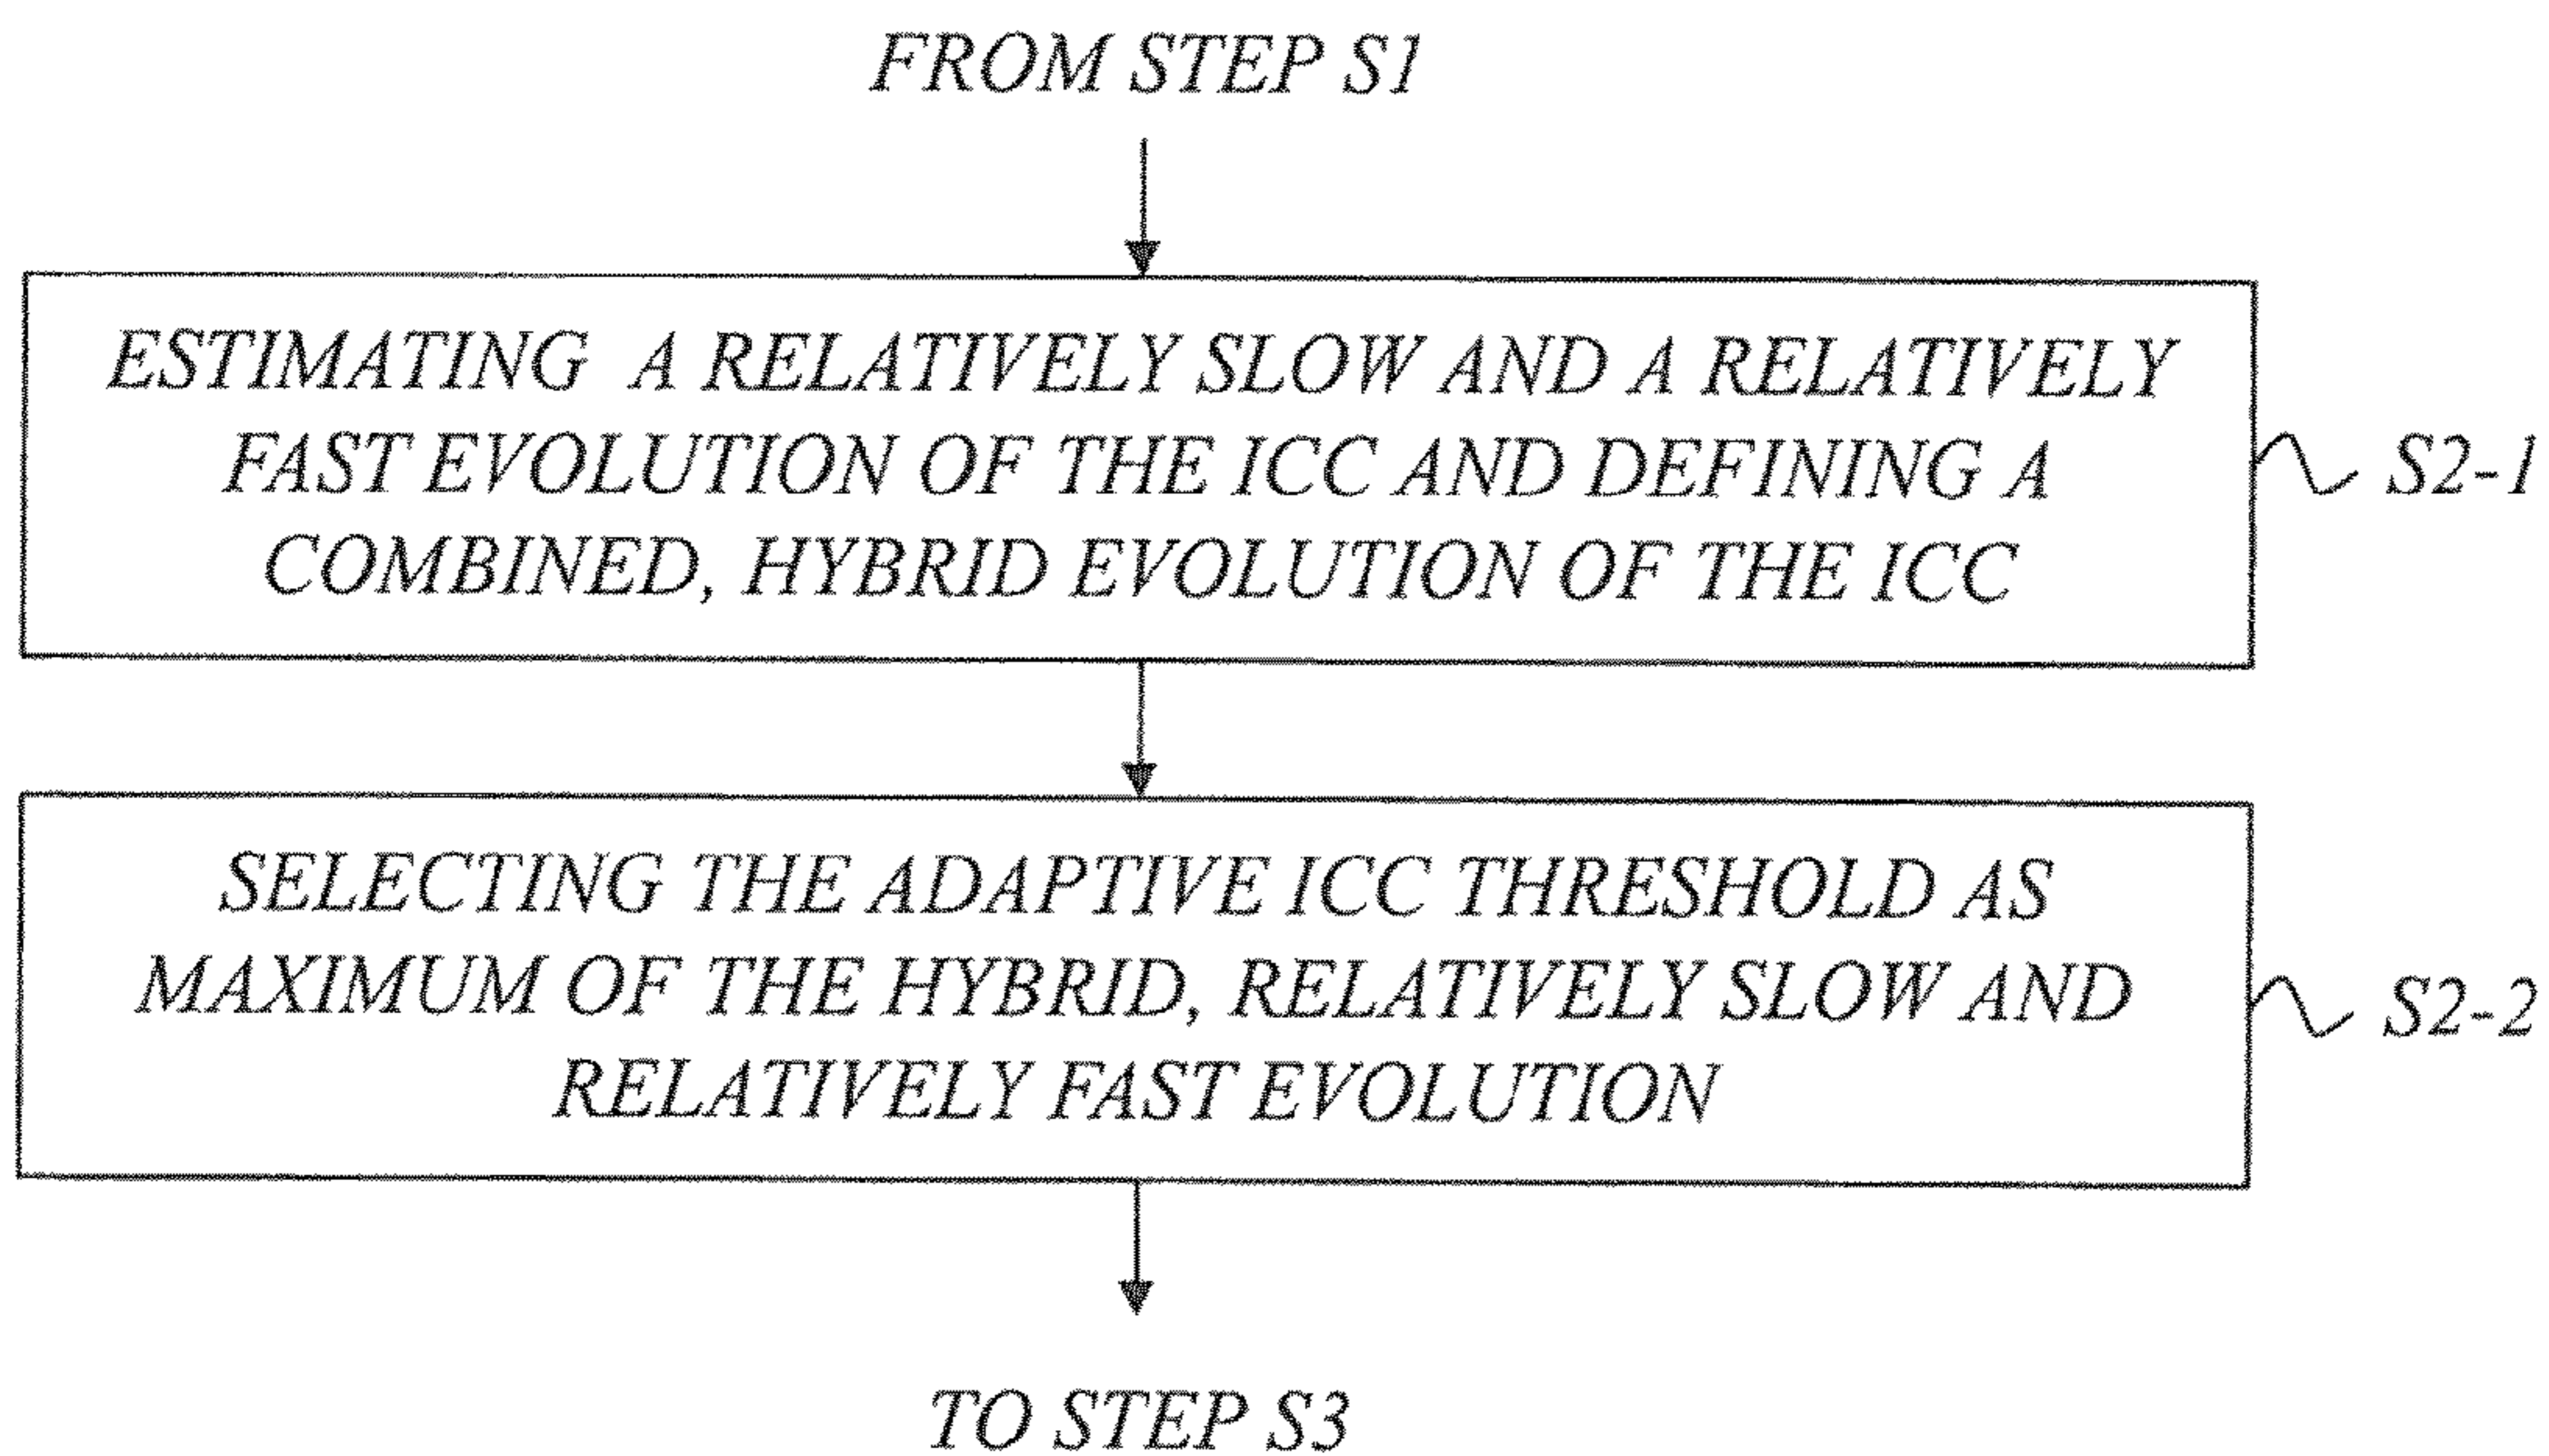 FROM STEP S1
ESTIMATING A RELATIVELY SLOW AND A RELATIVELY
FAST EVOLUTION OF THE ICC AND DEFINING A
COMBINED, HYBRID EVOLUTION OF THE ICC
S2-1
SELECTING THE ADAPTIVE ICC THRESHOLD AS
MAXIMUM OF THE HYBRID, RELATIVELY SLOW AND
RELATIVELY FAST EVOLUTION
S2-2
TO STEP S3